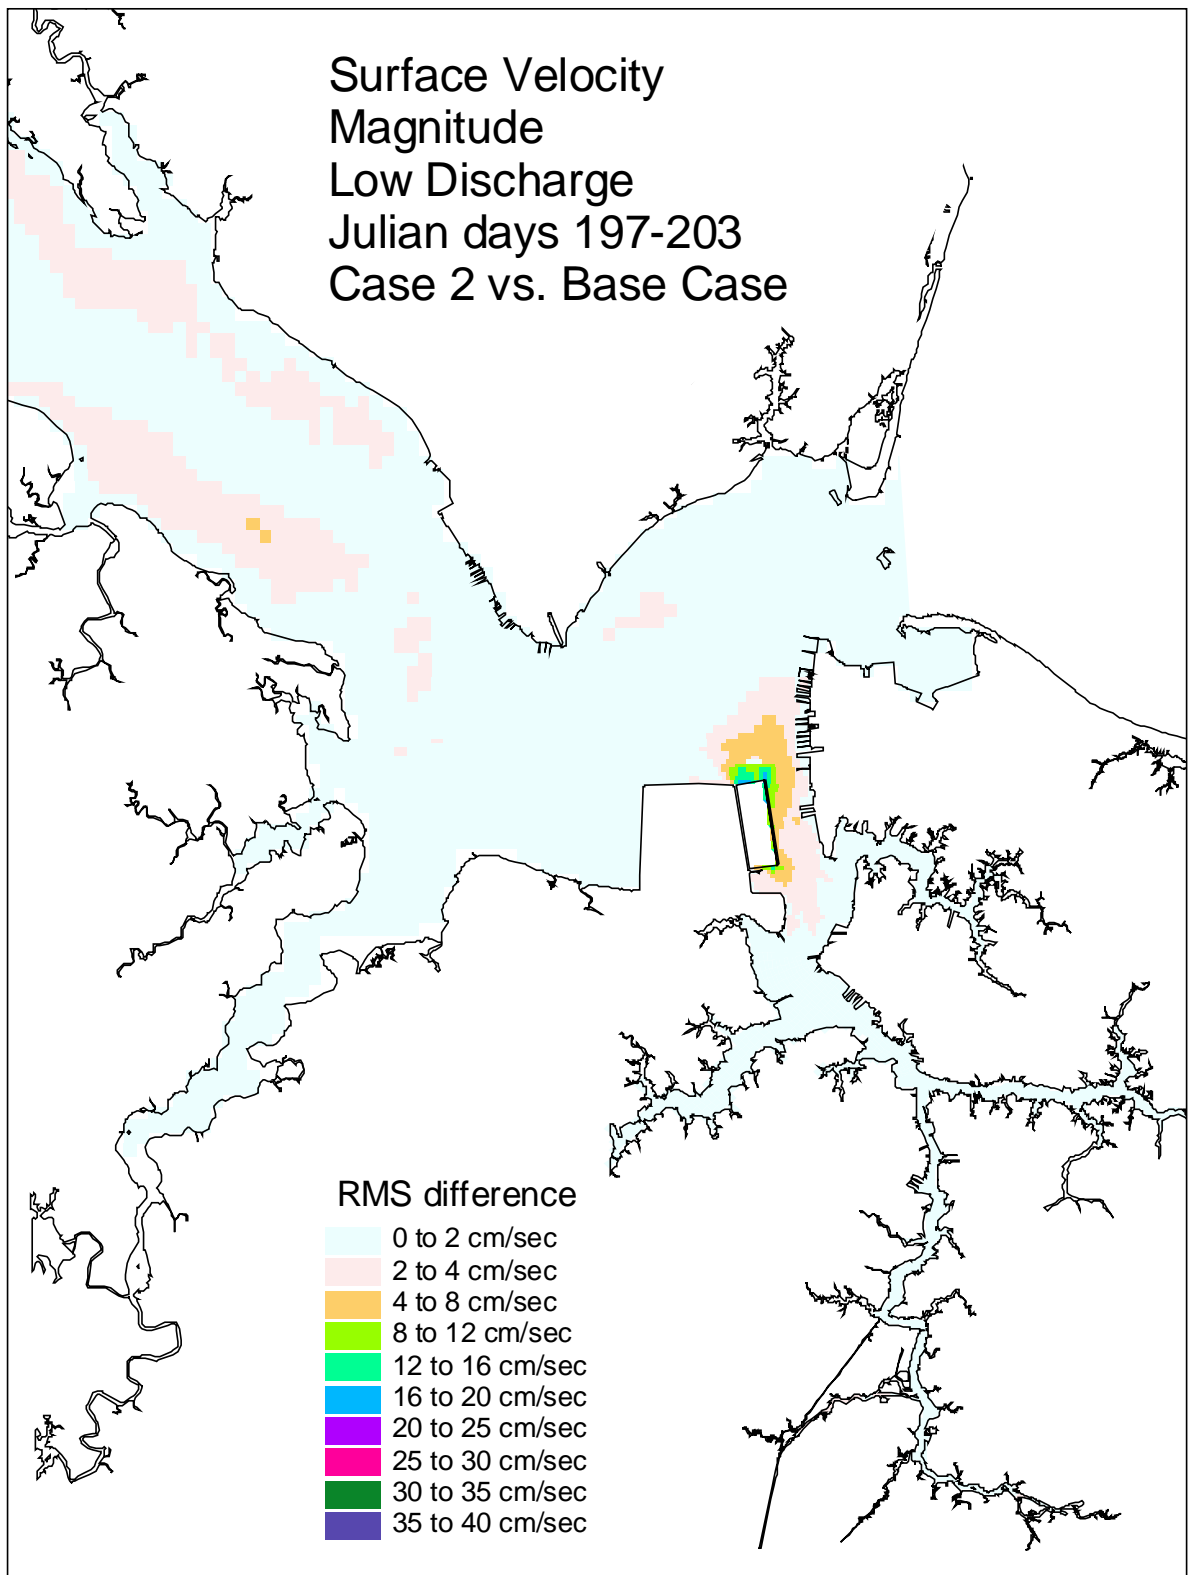 Surface Velocity
Magnitude
Low Discharge
Julian days 197-203
Case 2 vs. Base Case
RMS difference
0 to 2 cm/sec
2 to 4 cm/sec
4 to 8 cm/sec
8 to 12 cm/sec
12 to 16 cm/sec
16 to 20 cm/sec
20 to 25 cm/sec
25 to 30 cm/sec
30 to 35 cm/sec
35 to 40 cm/sec